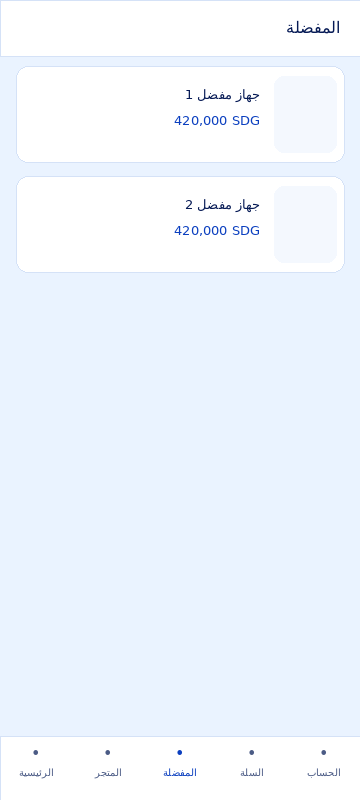 المفضلة
جهاز مفضل 1
420,000 SDG
جهاز مفضل 2
420,000 SDG
الحساب
السلة
المفضلة
المتجر
الرئيسية